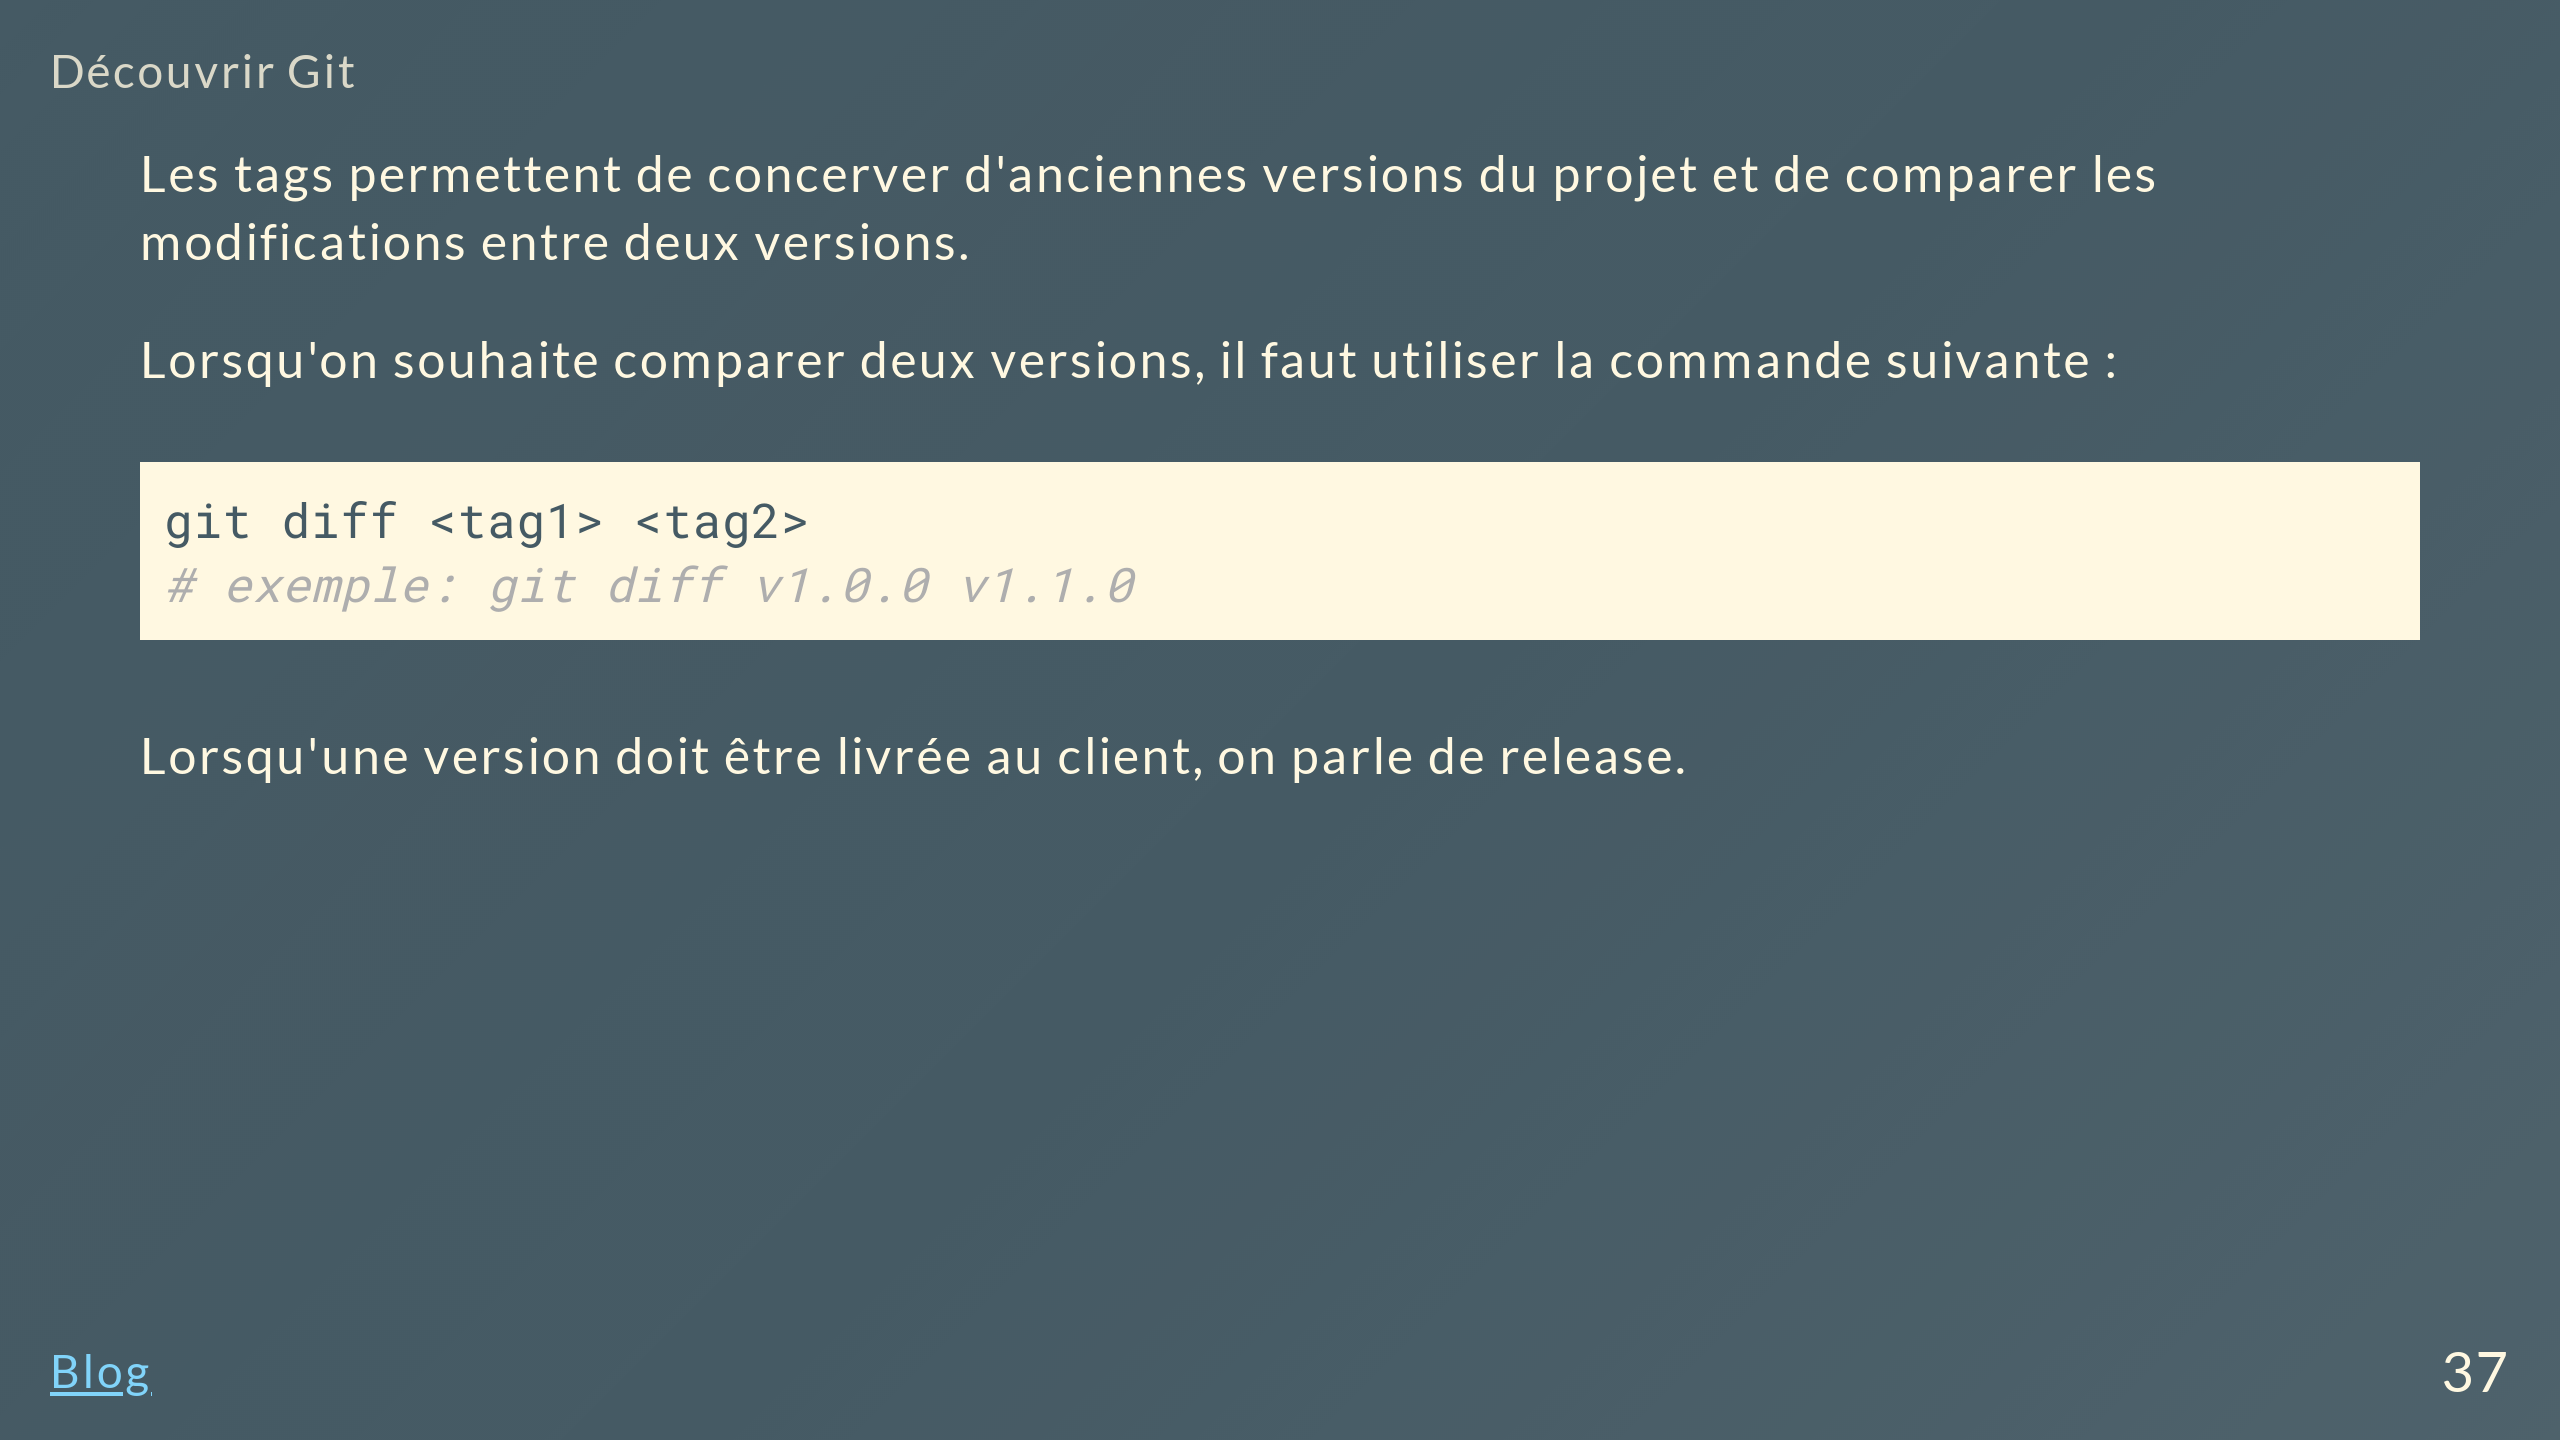 Découvrir Git
Les tags permettent de concerver d'anciennes versions du projet et de comparer les
modifications entre deux versions.
Lorsqu'on souhaite comparer deux versions, il faut utiliser la commande suivante :
git diff <tag1> <tag2>
# exemple: git diff v1.0.0 v1.1.0
Lorsqu'une version doit être livrée au client, on parle de release.
Blog
37